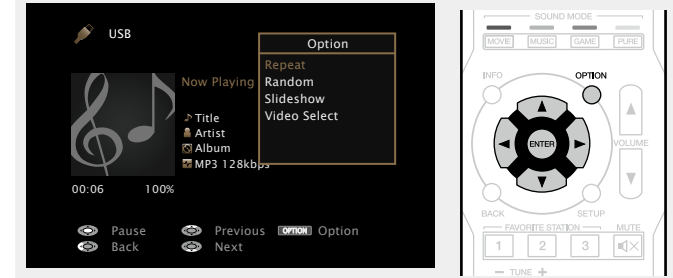 USB
Option
Repeat
Random
Slideshow
Video Select
Now Playing
Title
Artist
Album
MP3 128kbps
00:06 100%
Pause Previous OPTION Option
Back Next
SOUND MODE
MOVIE MUSIC GAME PURE
INFO OPTION
ENTER
VOLUME
BACK SETUP
FAVORITE STATION MUTE
1 2 3
TUNE